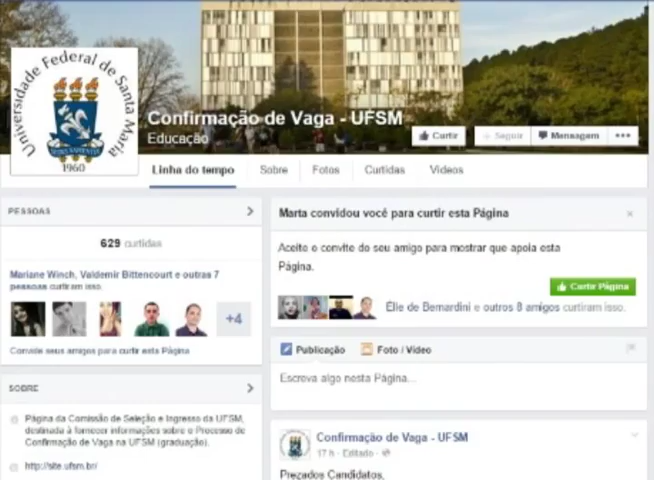 Universidade Federal de Santa Maria
1960
Confirmação de Vaga - UFSM
Educação
Curtir
Seguir
Mensagem
Linha do tempo
Sobre
Fotos
Curtidas
Vídeos
PESSOAS
629 curtidas
Mariane Winch, Valdemir Bittencourt e outras 7
pessoas curtiram isso.
+4
Convide seus amigos para curtir esta Página
SOBRE
Página da Comissão de Seleção e Ingresso da UFSM,
destinada à fornecer informações sobre o Processo de
Confirmação de Vaga na UFSM (graduação).
http://site.ufsm.br/
Marta convidou você para curtir esta Página
Aceite o convite do seu amigo para mostrar que apoia esta
Página.
Curtir Página
Élle de Bernardini e outros 8 amigos curtiram isso.
Publicação
Foto / Vídeo
Escreva algo nesta Página...
Confirmação de Vaga - UFSM
17 h · Editado ·
Prezados Candidatos,